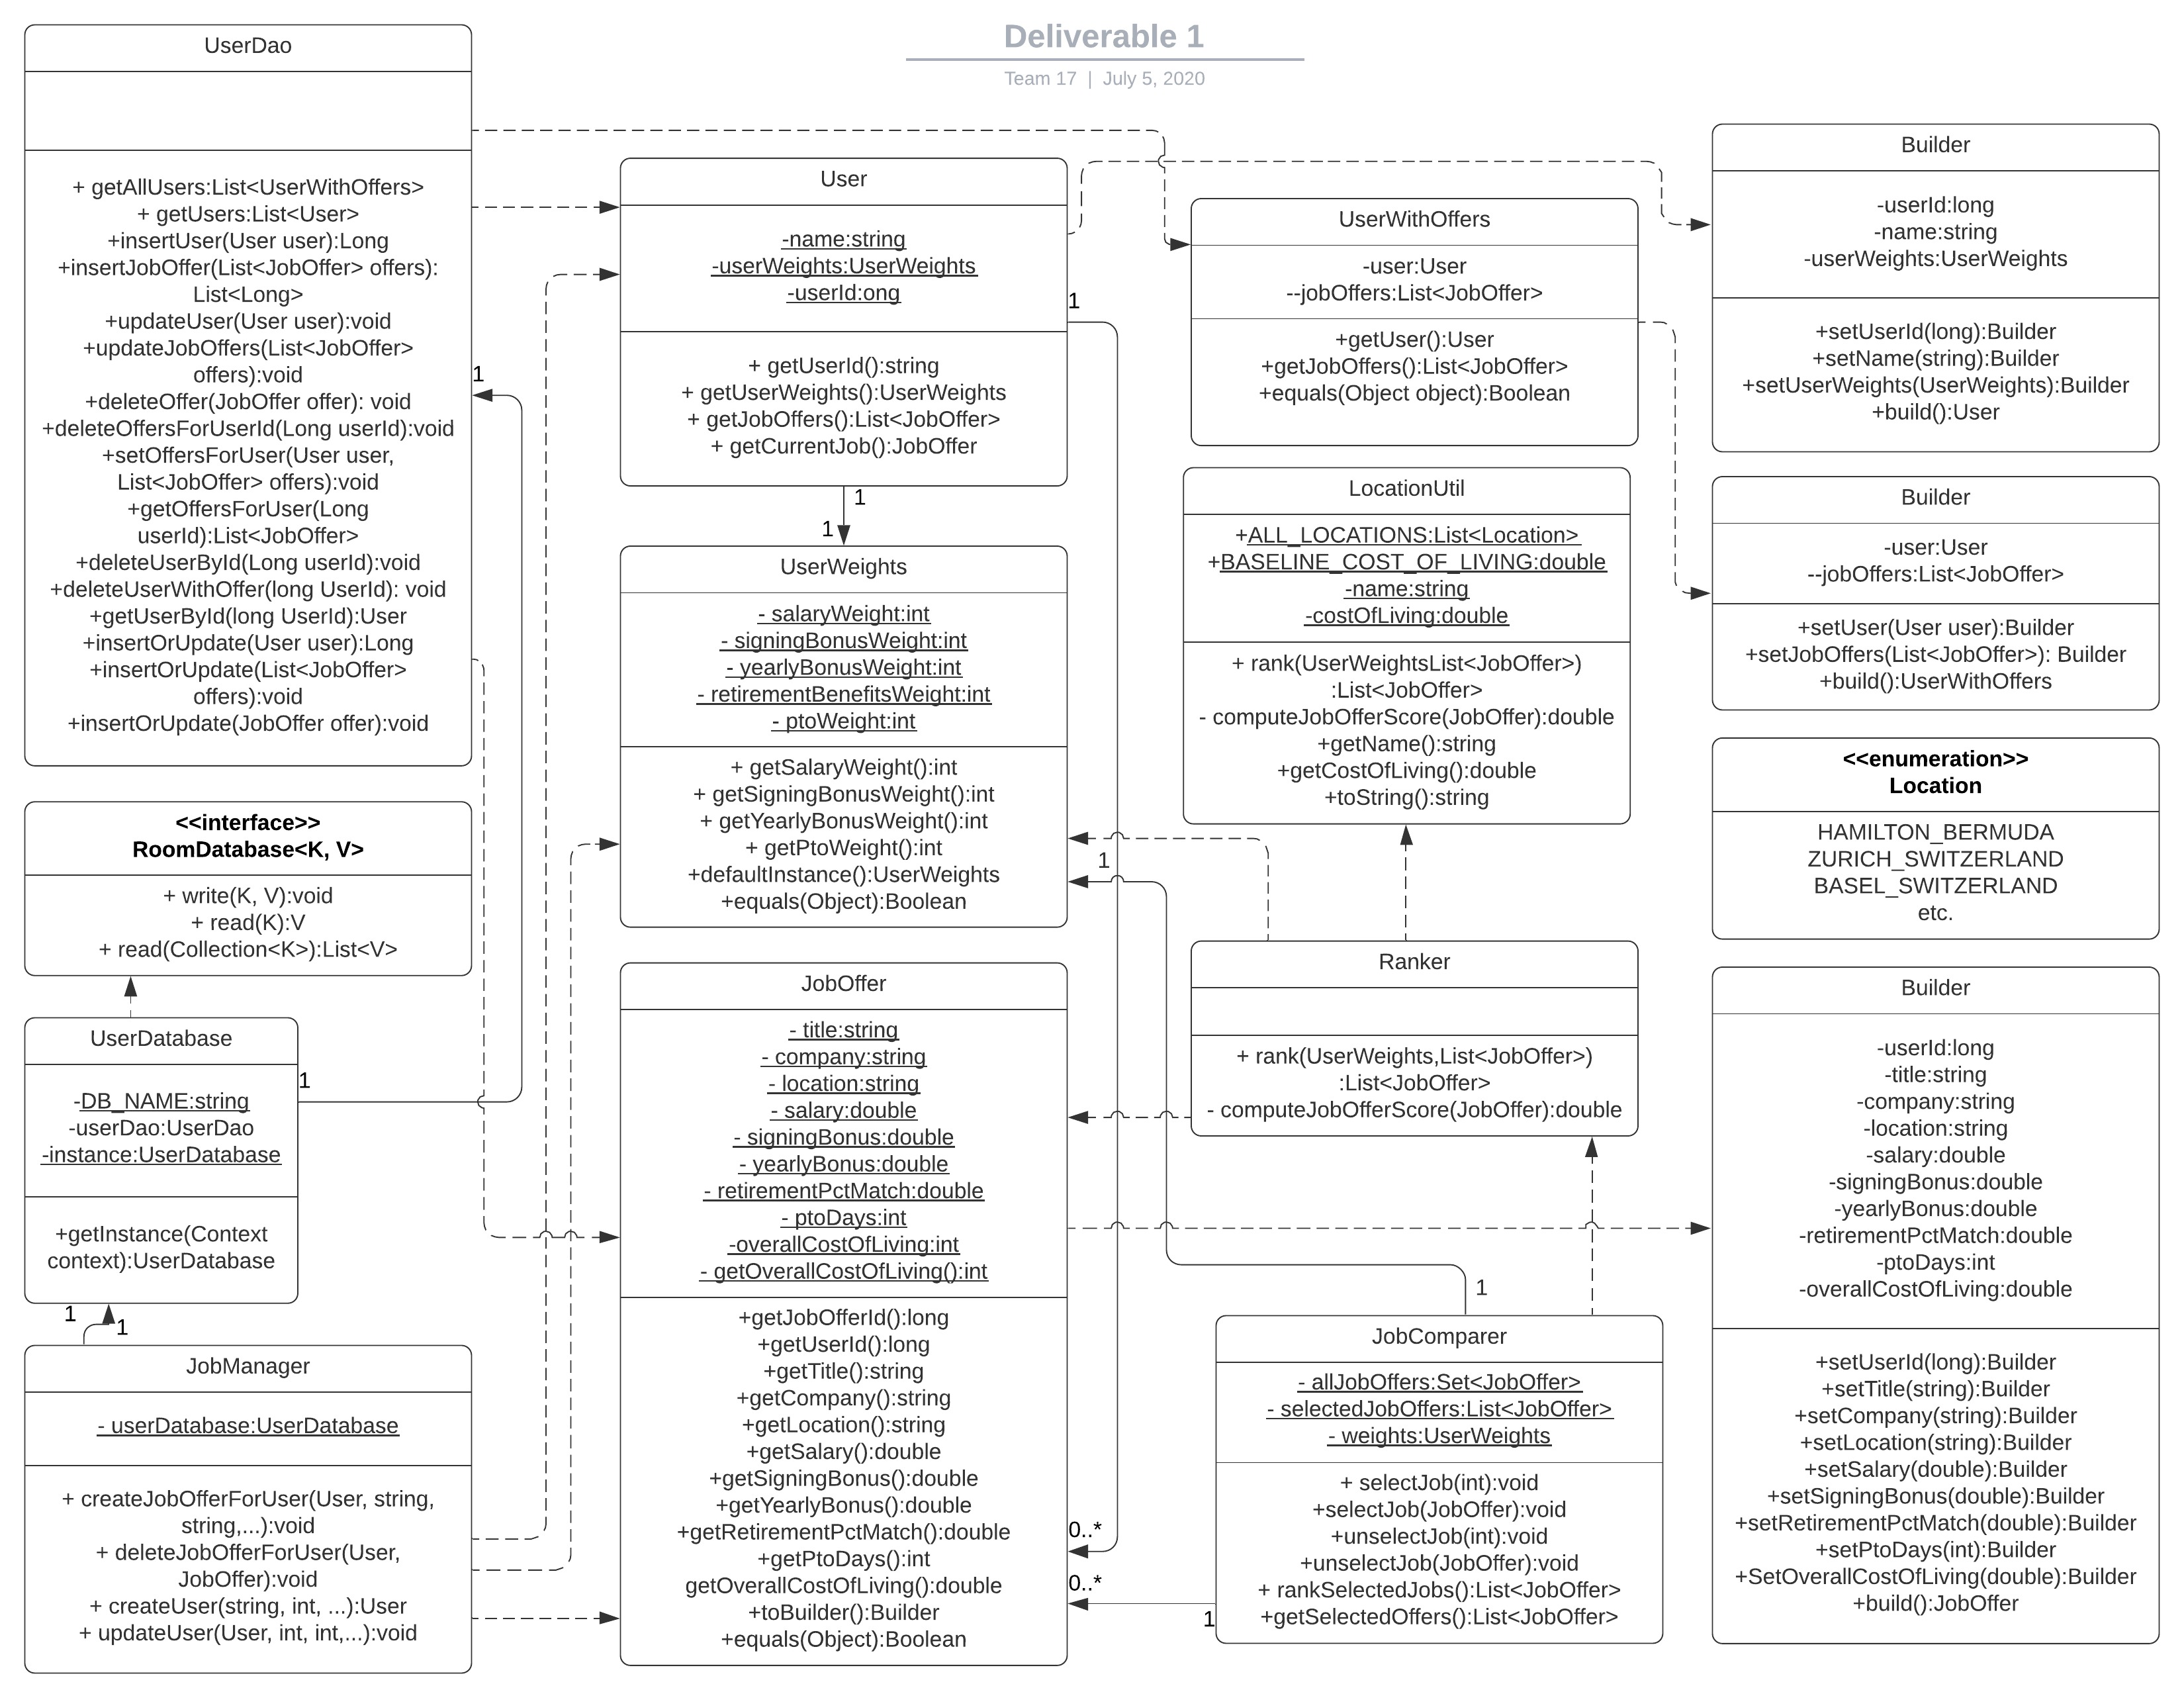 Deliverable 1
Team 17 | July 5, 2020
UserDao
+ getAllUsers:List<UserWithOffers>
+ getUsers:List<User>
+insertUser(User user):Long
+insertJobOffer(List<JobOffer> offers):
List<Long>
+updateUser(User user):void
+updateJobOffers(List<JobOffer>
offers):void
+deleteOffer(JobOffer offer): void
+deleteOffersForUserId(Long userId):void
+setOffersForUser(User user,
List<JobOffer> offers):void
+getOffersForUser(Long
userId):List<JobOffer>
+deleteUserById(Long userId):void
+deleteUserWithOffer(long UserId): void
+getUserById(long UserId):User
+insertOrUpdate(User user):Long
+insertOrUpdate(List<JobOffer>
offers):void
+insertOrUpdate(JobOffer offer):void
1
<<interface>>
RoomDatabase<K, V>
+ write(K, V):void
+ read(K):V
+ read(Collection<K>):List<V>
UserDatabase
-DB_NAME:string
-userDao:UserDao
-instance:UserDatabase
+getInstance(Context
context):UserDatabase
1
1
1
JobManager
- userDatabase:UserDatabase
+ createJobOfferForUser(User, string,
string,...):void
+ deleteJobOfferForUser(User,
JobOffer):void
+ createUser(string, int, ...):User
+ updateUser(User, int, int,...):void
User
-name:string
-userWeights:UserWeights
-userId:ong
+ getUserId():string
+ getUserWeights():UserWeights
+ getJobOffers():List<JobOffer>
+ getCurrentJob():JobOffer
1
1
1
UserWeights
- salaryWeight:int
- signingBonusWeight:int
- yearlyBonusWeight:int
- retirementBenefitsWeight:int
- ptoWeight:int
+ getSalaryWeight():int
+ getSigningBonusWeight():int
+ getYearlyBonusWeight():int
+ getPtoWeight():int
+defaultInstance():UserWeights
+equals(Object):Boolean
1
JobOffer
- title:string
- company:string
- location:string
- salary:double
- signingBonus:double
- yearlyBonus:double
- retirementPctMatch:double
- ptoDays:int
-overallCostOfLiving:int
- getOverallCostOfLiving():int
+getJobOfferId():long
+getUserId():long
+getTitle():string
+getCompany():string
+getLocation():string
+getSalary():double
+getSigningBonus():double
+getYearlyBonus():double
+getRetirementPctMatch():double
+getPtoDays():int
getOverallCostOfLiving():double
+toBuilder():Builder
+equals(Object):Boolean
0..*
0..*
UserWithOffers
-user:User
--jobOffers:List<JobOffer>
+getUser():User
+getJobOffers():List<JobOffer>
+equals(Object object):Boolean
LocationUtil
+ALL_LOCATIONS:List<Location>
+BASELINE_COST_OF_LIVING:double
-name:string
-costOfLiving:double
+ rank(UserWeightsList<JobOffer>)
:List<JobOffer>
- computeJobOfferScore(JobOffer):double
+getName():string
+getCostOfLiving():double
+toString():string
Ranker
+ rank(UserWeights,List<JobOffer>)
:List<JobOffer>
- computeJobOfferScore(JobOffer):double
1
JobComparer
- allJobOffers:Set<JobOffer>
- selectedJobOffers:List<JobOffer>
- weights:UserWeights
+ selectJob(int):void
+selectJob(JobOffer):void
+unselectJob(int):void
+unselectJob(JobOffer):void
+ rankSelectedJobs():List<JobOffer>
+getSelectedOffers():List<JobOffer>
1
Builder
-userId:long
-name:string
-userWeights:UserWeights
+setUserId(long):Builder
+setName(string):Builder
+setUserWeights(UserWeights):Builder
+build():User
Builder
-user:User
--jobOffers:List<JobOffer>
+setUser(User user):Builder
+setJobOffers(List<JobOffer>): Builder
+build():UserWithOffers
<<enumeration>>
Location
HAMILTON_BERMUDA
ZURICH_SWITZERLAND
BASEL_SWITZERLAND
etc.
Builder
-userId:long
-title:string
-company:string
-location:string
-salary:double
-signingBonus:double
-yearlyBonus:double
-retirementPctMatch:double
-ptoDays:int
-overallCostOfLiving:double
+setUserId(long):Builder
+setTitle(string):Builder
+setCompany(string):Builder
+setLocation(string):Builder
+setSalary(double):Builder
+setSigningBonus(double):Builder
+setRetirementPctMatch(double):Builder
+setPtoDays(int):Builder
+SetOverallCostOfLiving(double):Builder
+build():JobOffer